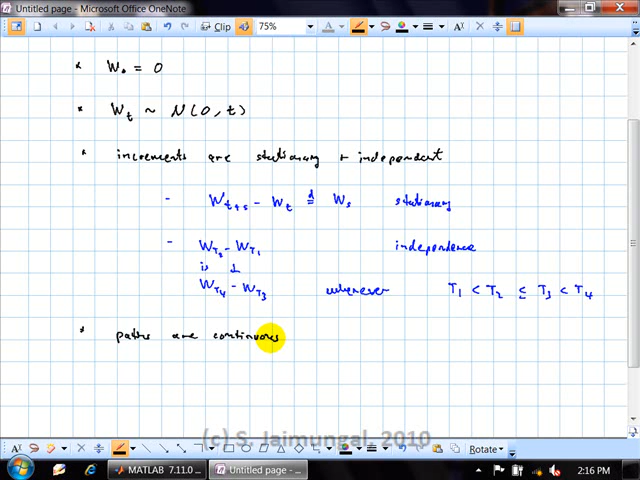 Untitled page - Microsoft Office OneNote
75%
* W₀ = 0
* W_t ~ N(0, t)
* increments are stationary + independent
- W_{t+s} - W_t =^d W_s stationary
- W_{T₂} - W_{T₁} independence
is ⊥
W_{T₄} - W_{T₃} whenever T₁ < T₂ ≤ T₃ < T₄
* paths are continuous
(c) S. Jaimungal, 2010
Rotate
MATLAB 7.11.0 ...
Untitled page - ...
2:16 PM